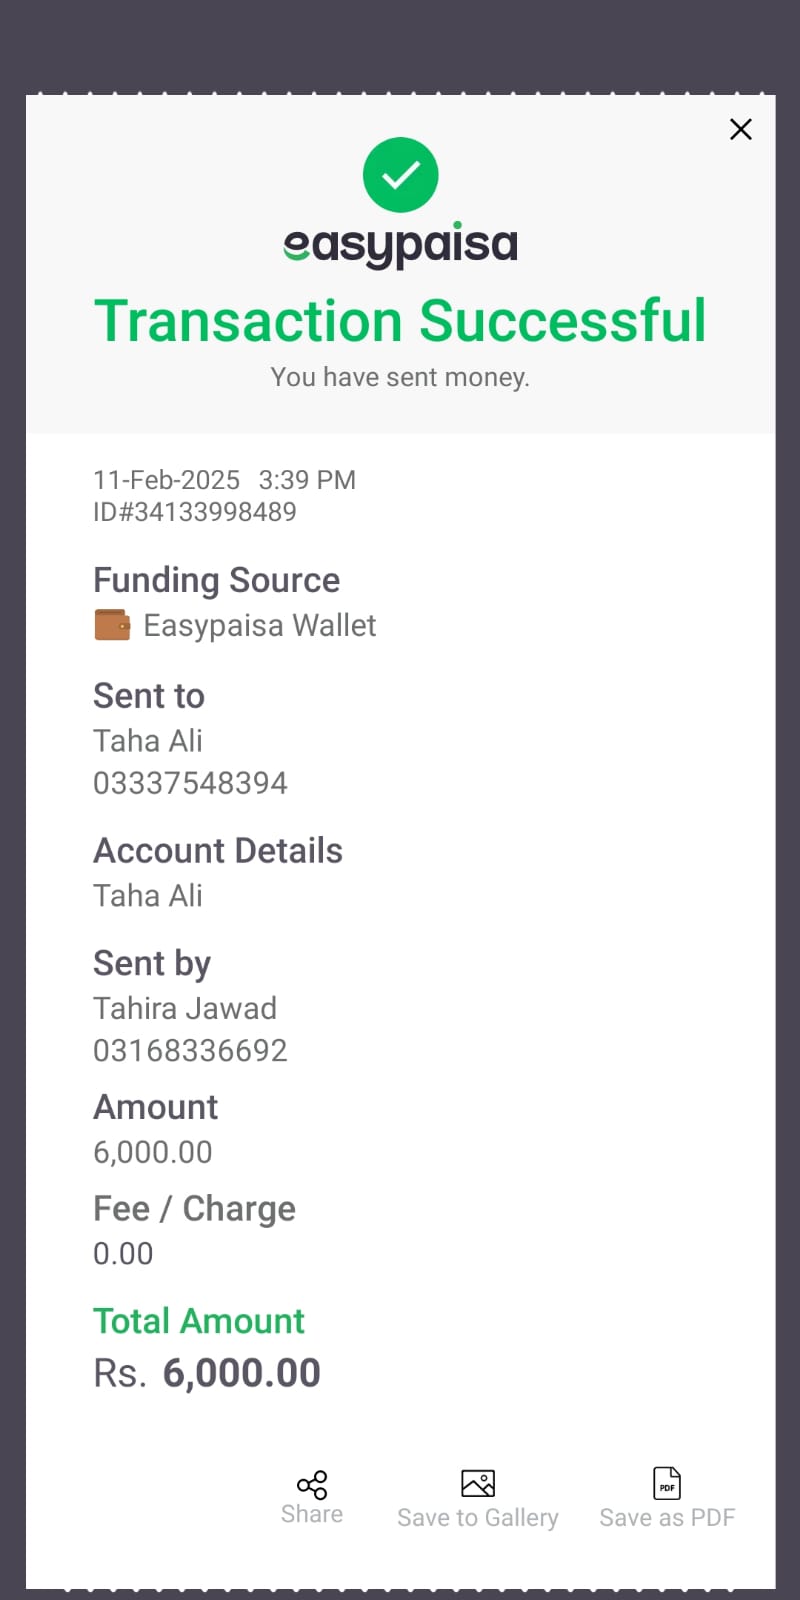 easypaisa
Transaction Successful
You have sent money.
11-Feb-2025 3:39 PM
ID#34133998489
Funding Source
Easypaisa Wallet
Sent to
Taha Ali
03337548394
Account Details
Taha Ali
Sent by
Tahira Jawad
03168336692
Amount
6,000.00
Fee / Charge
0.00
Total Amount
Rs. 6,000.00
PDF
Share
Save to Gallery
Save as PDF